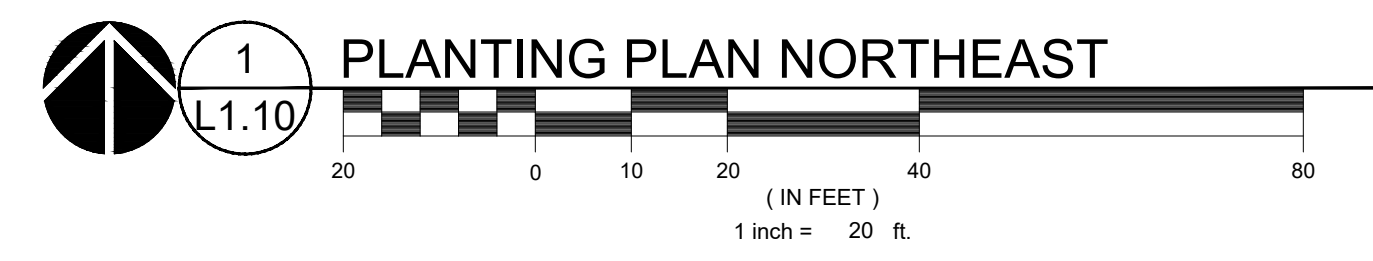 1
L1.10
PLANTING PLAN NORTHEAST
20 0 10 20 40 80
( IN FEET )
1 inch = 20 ft.